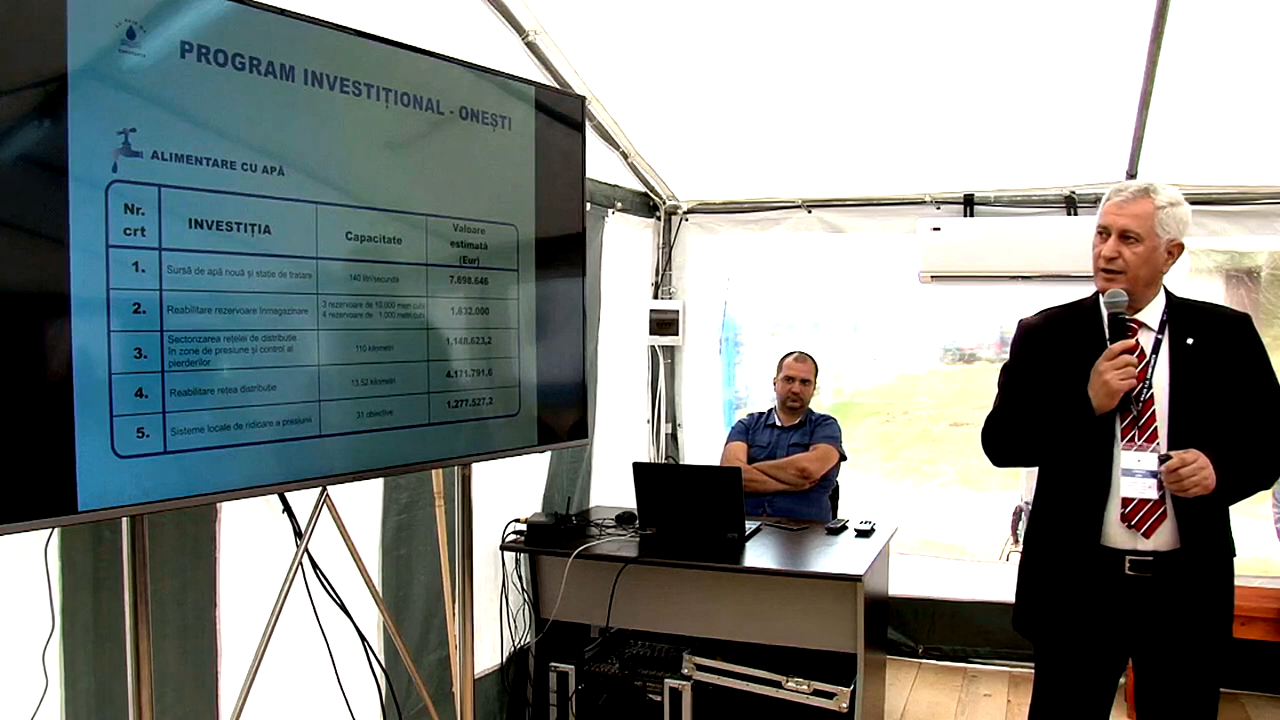 PROGRAM INVESTIȚIONAL - ONEȘTI
ALIMENTARE CU APĂ
Nr. crt
INVESTIȚIA
Capacitate
Valoare estimată (Eur)
1. Sursă de apă nouă și stație de tratare 140 litri/secunda 7.698.646
2. Reabilitare rezervoare înmagazinare 3 rezervoare de 10.000 metri cubi 1.632.000
4 rezervoare de 1.000 metri cubi
3. Sectorizarea rețelei de distribuție 110 kilometri 1.148.623,2
în zone de presiune și control al
pierderilor
4. Reabilitare rețea distribuție 13,52 kilometri 4.171.791,6
5. Sisteme locale de ridicare a presiunii 31 obiective 1.277.527,2